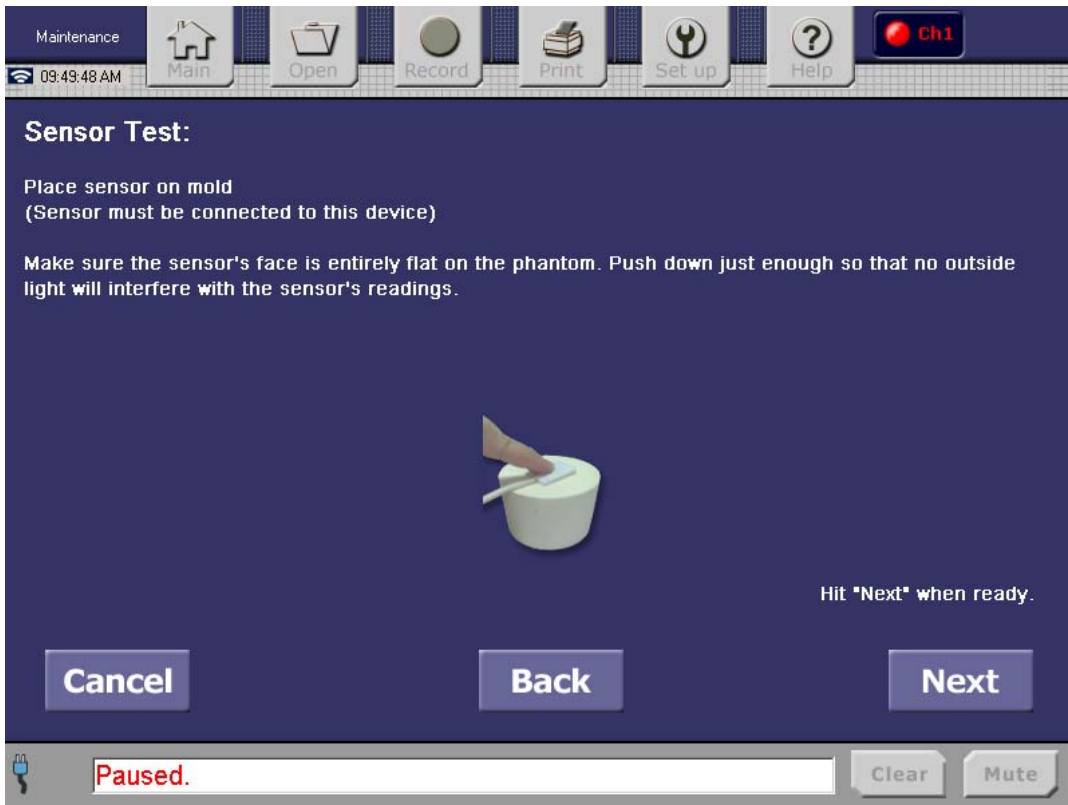 Maintenance
09:49:48 AM
Main
Open
Record
Print
Set up
Help
Ch1
Sensor Test:
Place sensor on mold
(Sensor must be connected to this device)
Make sure the sensor's face is entirely flat on the phantom. Push down just enough so that no outside
light will interfere with the sensor's readings.
Hit "Next" when ready.
Cancel
Back
Next
Paused.
Clear
Mute